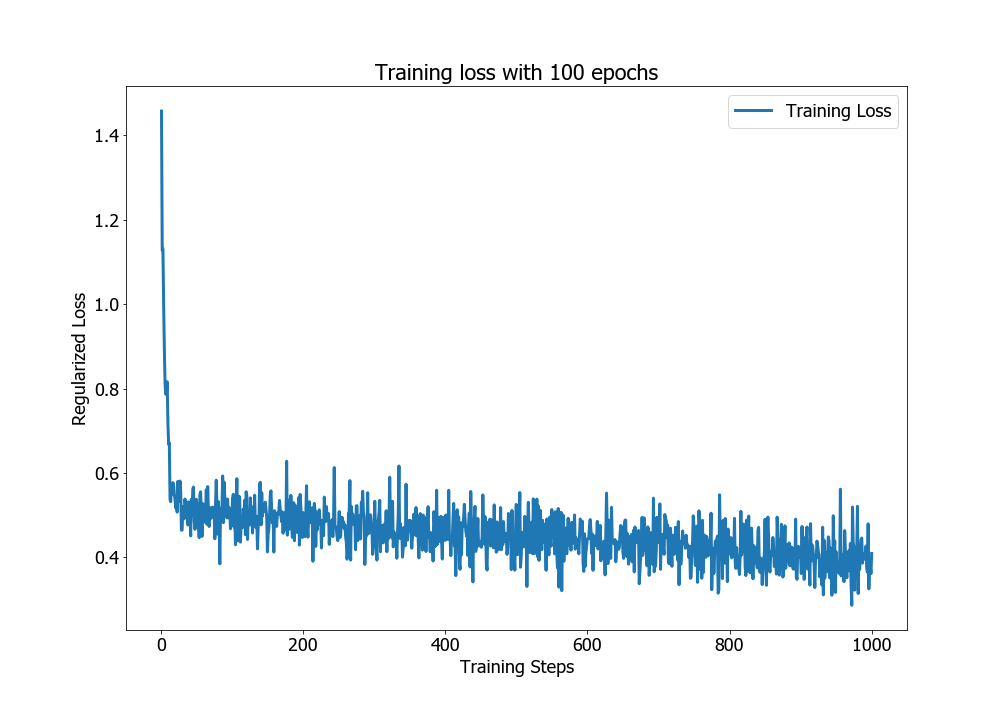 Training loss with 100 epochs
Training Loss
Regularized Loss
1.4
1.2
1.0
0.8
0.6
0.4
0 200 400 600 800 1000
Training Steps